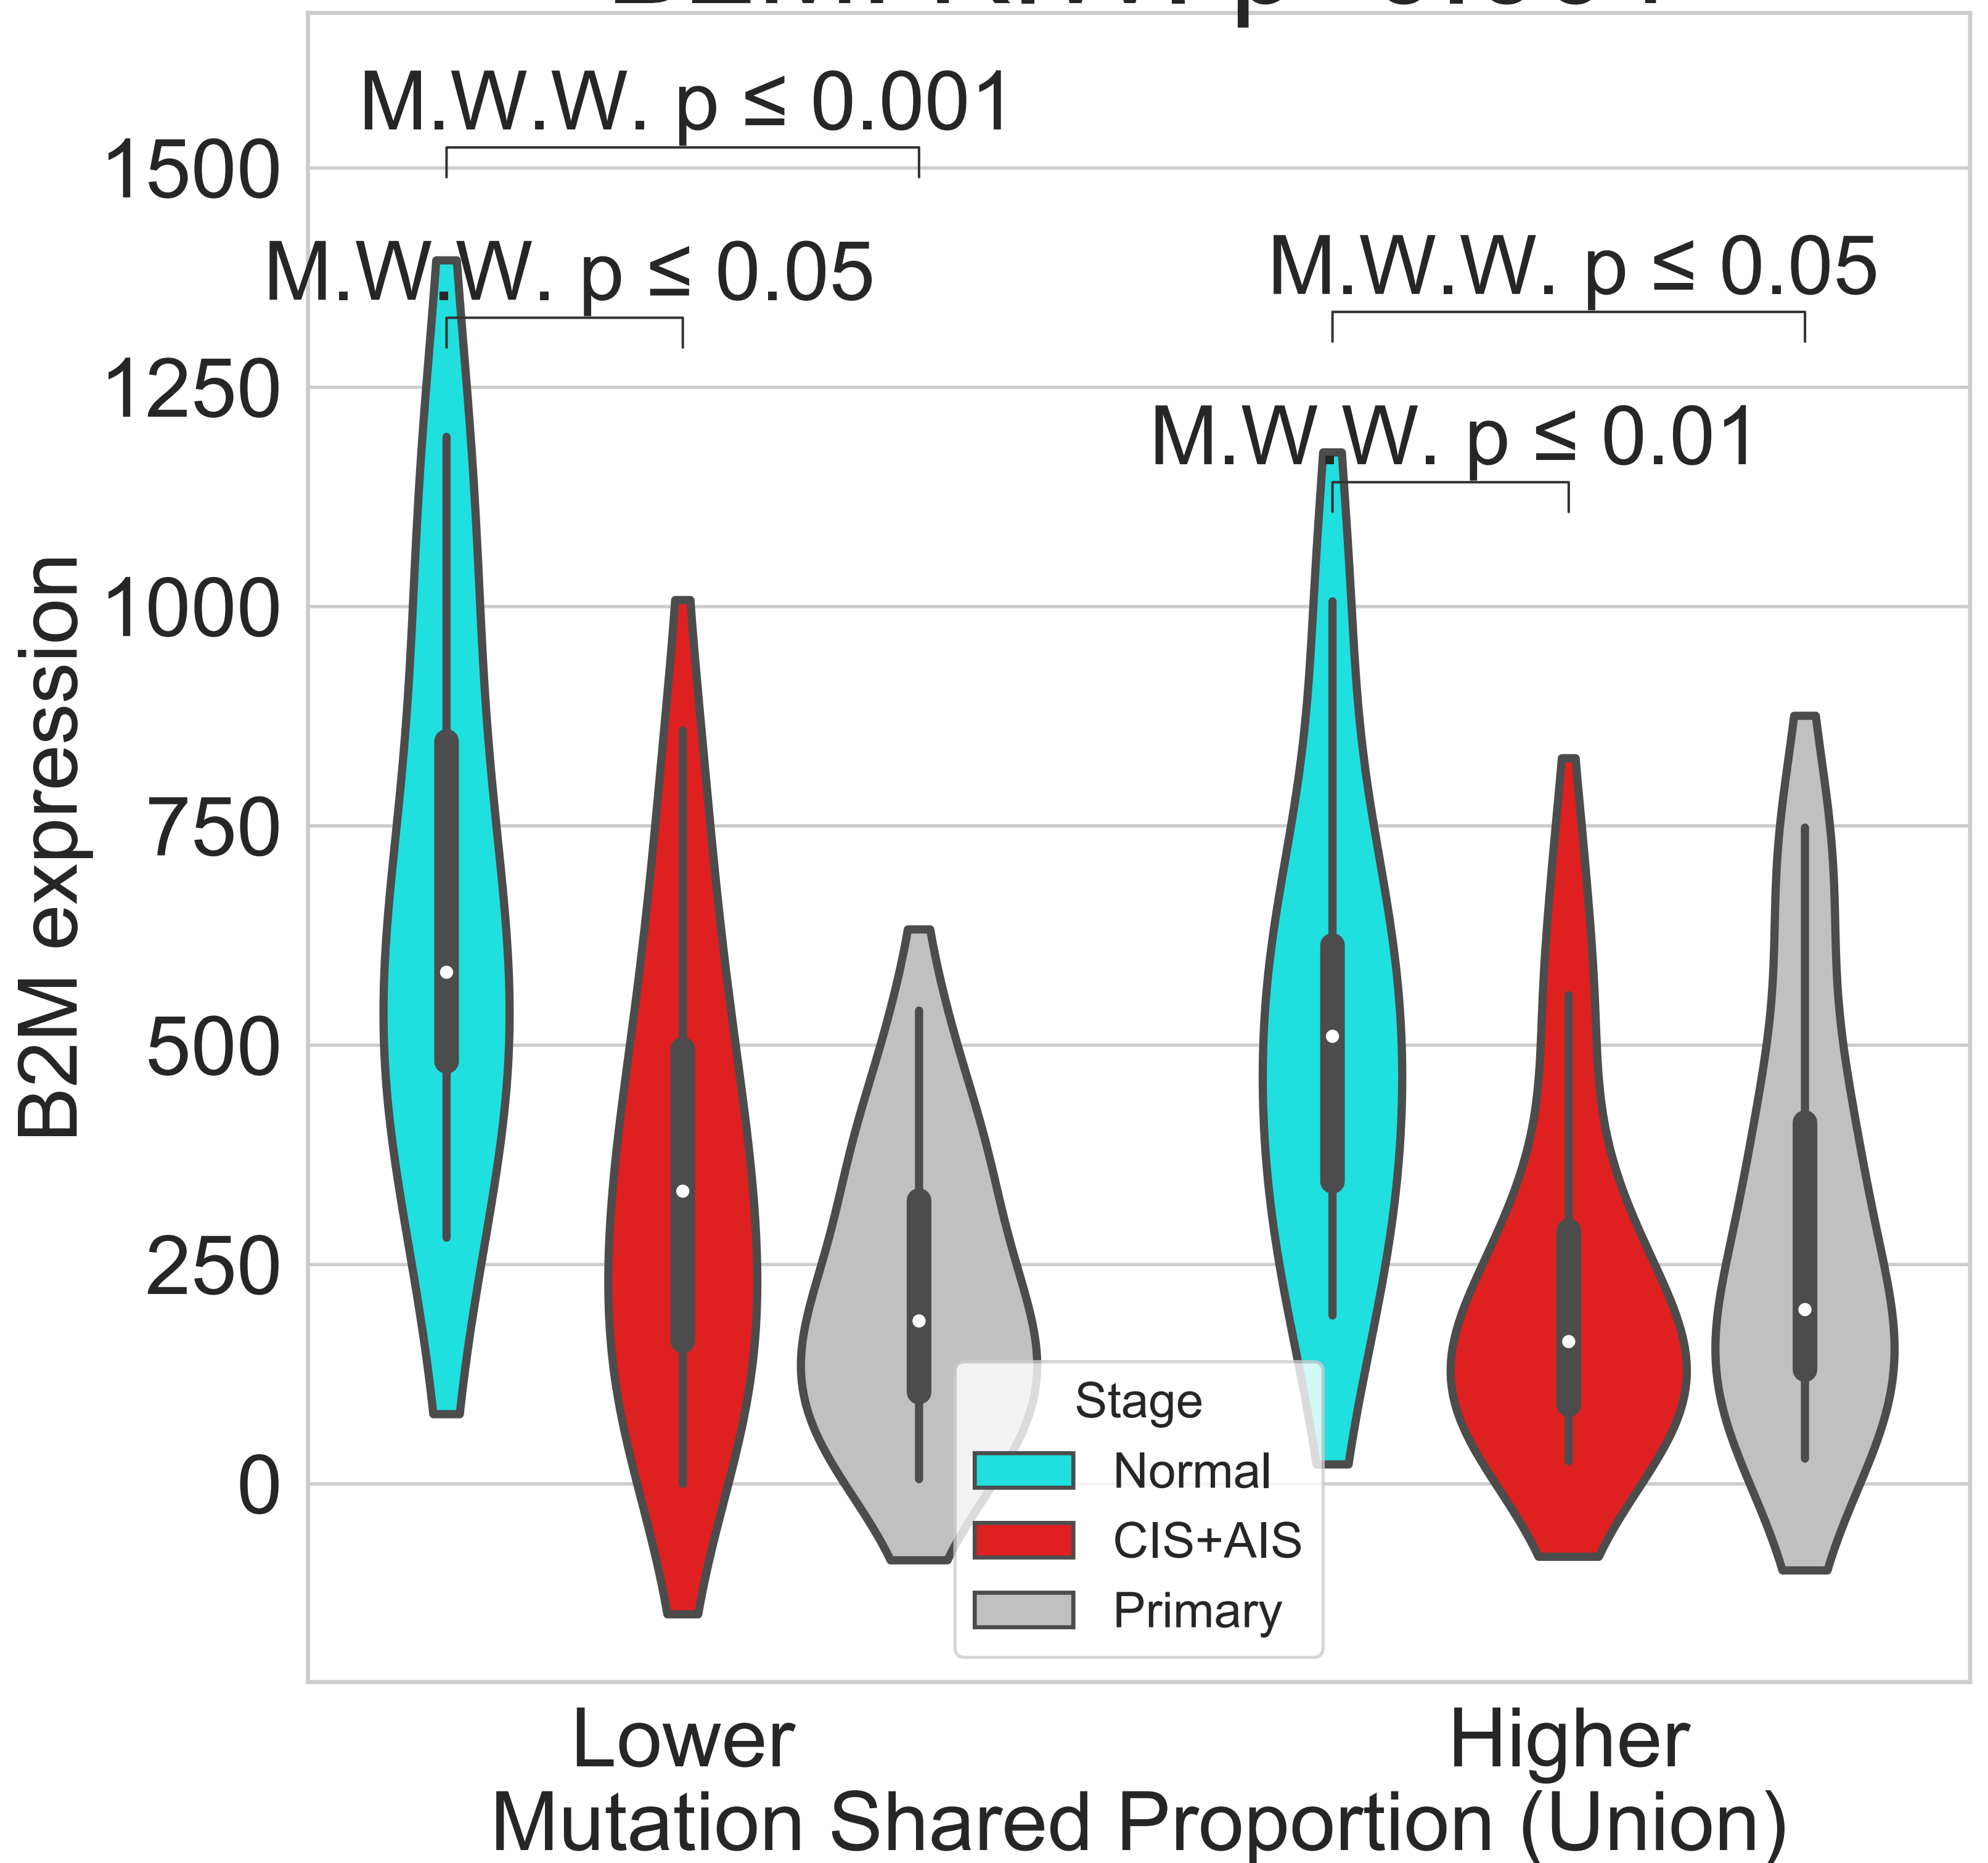 M.W.W. p ≤ 0.001
1500
M.W.W. p ≤ 0.05
M.W.W. p ≤ 0.05
1250
M.W.W. p ≤ 0.01
1000
750
500
250
0
B2M expression
Stage
Normal
CIS+AIS
Primary
Lower
Higher
Mutation Shared Proportion (Union)